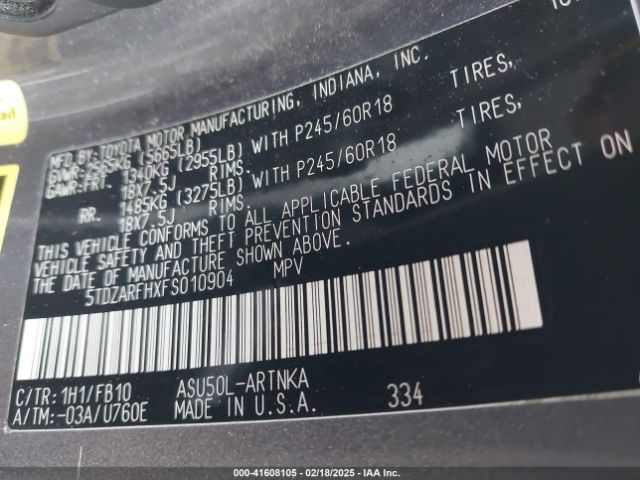 MFD BY: TOYOTA MOTOR MANUFACTURING, INDIANA, INC.
GVWR: 2565KG (5665LB)
GAWR: FRT. 1340KG (2955LB) WITH P245/60R18 TIRES,
18X7.5J RIMS.
RR. 1485KG (3275LB) WITH P245/60R18 TIRES,
18X7.5J RIMS.
THIS VEHICLE CONFORMS TO ALL APPLICABLE FEDERAL MOTOR
VEHICLE SAFETY AND THEFT PREVENTION STANDARDS IN EFFECT ON
THE DATE OF MANUFACTURE SHOWN ABOVE.
5TDZARFHXFS010904 MPV
C/TR: 1H1/FB10 ASU50L-ARTNKA
A/TM: -03A/U760E MADE IN U.S.A. 334
000-41608105 - 02/18/2025 - IAA Inc.